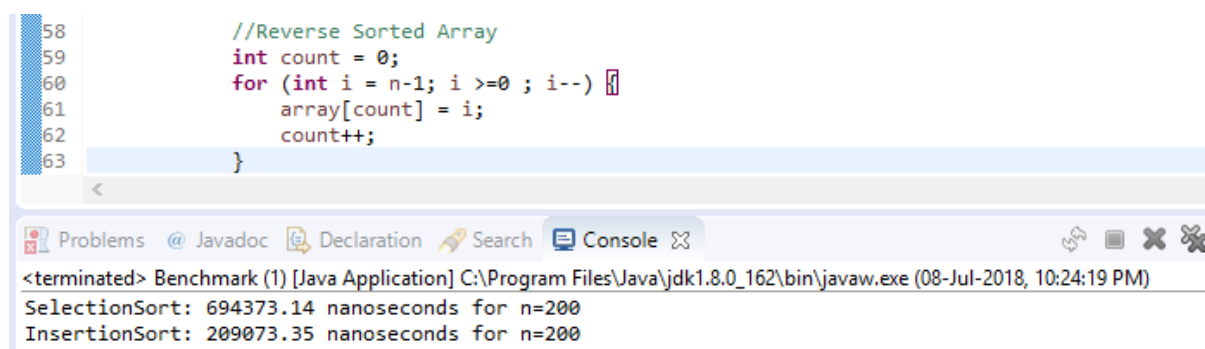 58 //Reverse Sorted Array
59 int count = 0;
60 for (int i = n-1; i >=0 ; i--) {
61 array[count] = i;
62 count++;
63 }
Problems @ Javadoc Declaration Search Console
<terminated> Benchmark (1) [Java Application] C:\Program Files\Java\jdk1.8.0_162\bin\javaw.exe (08-Jul-2018, 10:24:19 PM)
SelectionSort: 694373.14 nanoseconds for n=200
InsertionSort: 209073.35 nanoseconds for n=200